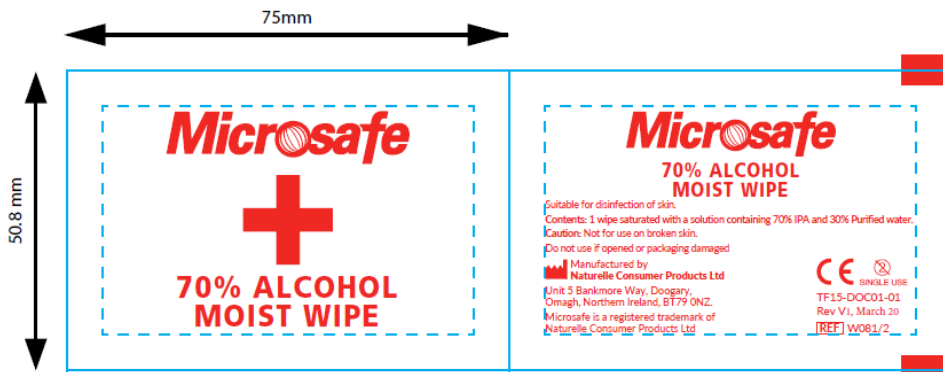 75mm
50.8 mm
Microsafe
70% ALCOHOL
MOIST WIPE
Microsafe
70% ALCOHOL
MOIST WIPE
Suitable for disinfection of skin.
Contents: 1 wipe saturated with a solution containing 70% IPA and 30% Purified water.
Caution: Not for use on broken skin.
Do not use if opened or packaging damaged
Manufactured by
Naturelle Consumer Products Ltd
Unit 5 Bankmore Way, Doogary,
Omagh, Northern Ireland, BT79 0NZ.
Microsafe is a registered trademark of
Naturelle Consumer Products Ltd
CE 2
SINGLE USE
TF15-DOC01-01
Rev V1, March 20
REF W081/2